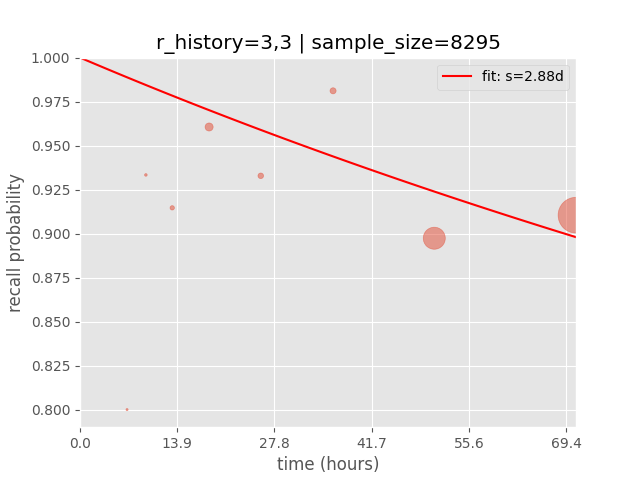 r_history=3,3 | sample_size=8295
fit: s=2.88d
1.000
0.975
0.950
0.925
0.900
0.875
0.850
0.825
0.800
recall probability
0.0 13.9 27.8 41.7 55.6 69.4
time (hours)